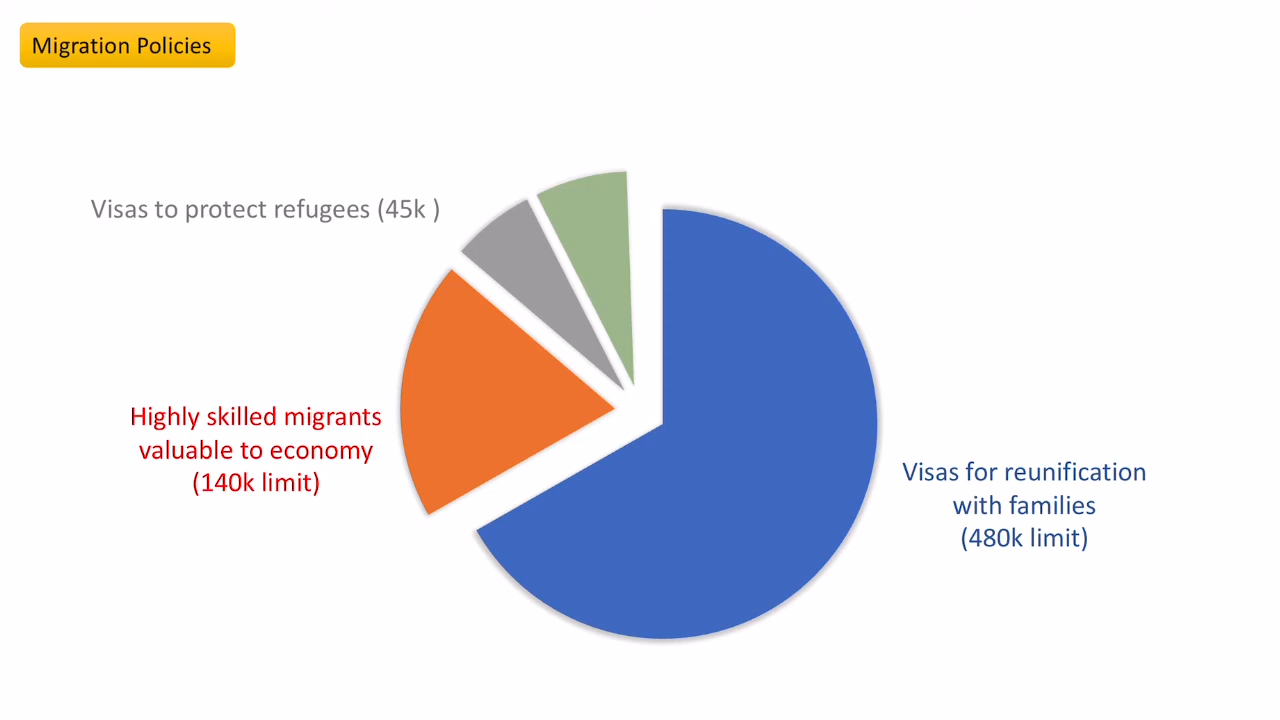 Migration Policies
Visas to protect refugees (45k )
Highly skilled migrants
valuable to economy
(140k limit)
Visas for reunification
with families
(480k limit)